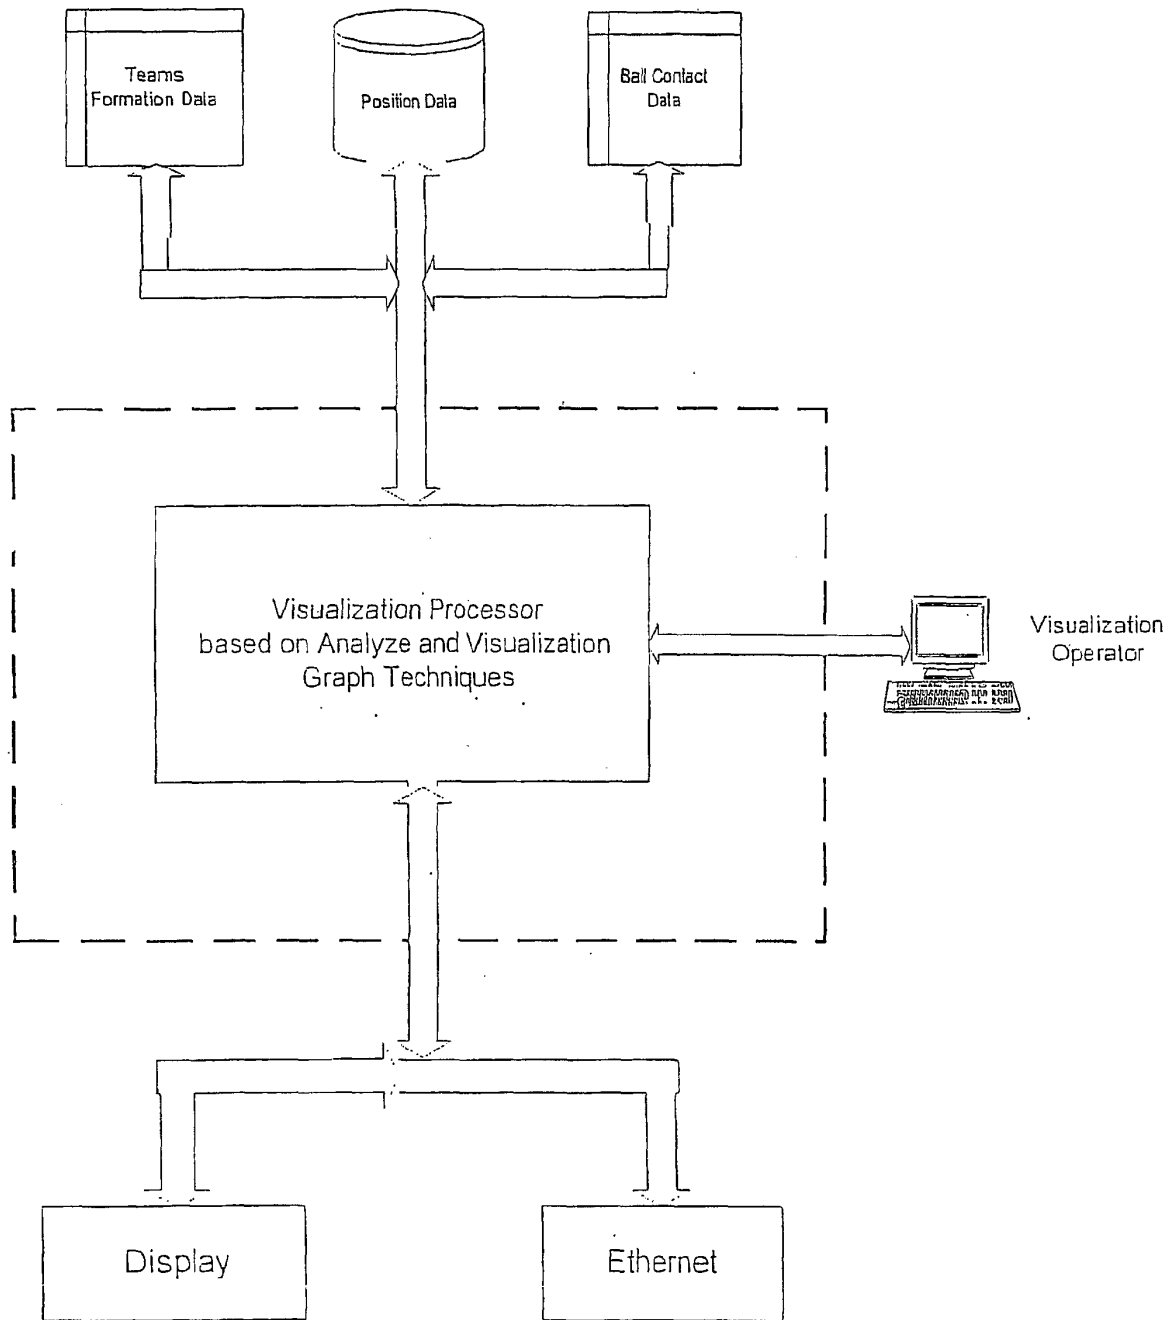 Teams
Formation Data
Position Data
Ball Contact
Data
Visualization Processor
based on Analyze and Visualization
Graph Techniques
Visualization
Operator
Display
Ethernet